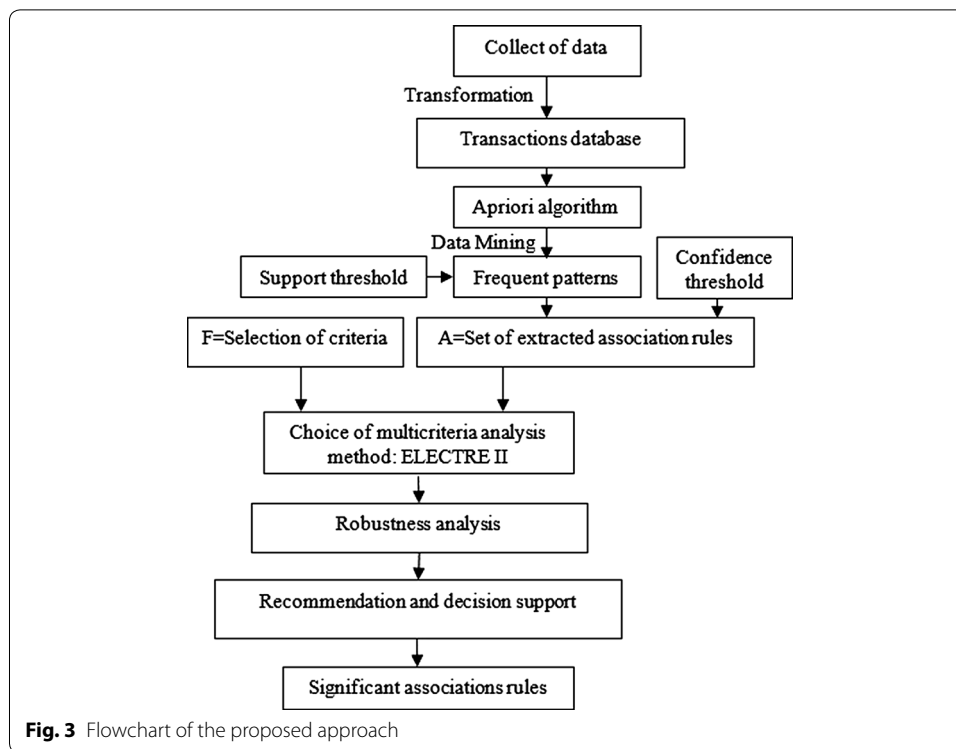 Collect of data
Transformation
Transactions database
Apriori algorithm
Data Mining
Confidence
threshold
Support threshold
Frequent patterns
F=Selection of criteria
A=Set of extracted association rules
Choice of multicriteria analysis
method: ELECTRE II
Robustness analysis
Recommendation and decision support
Significant associations rules
Fig. 3 Flowchart of the proposed approach